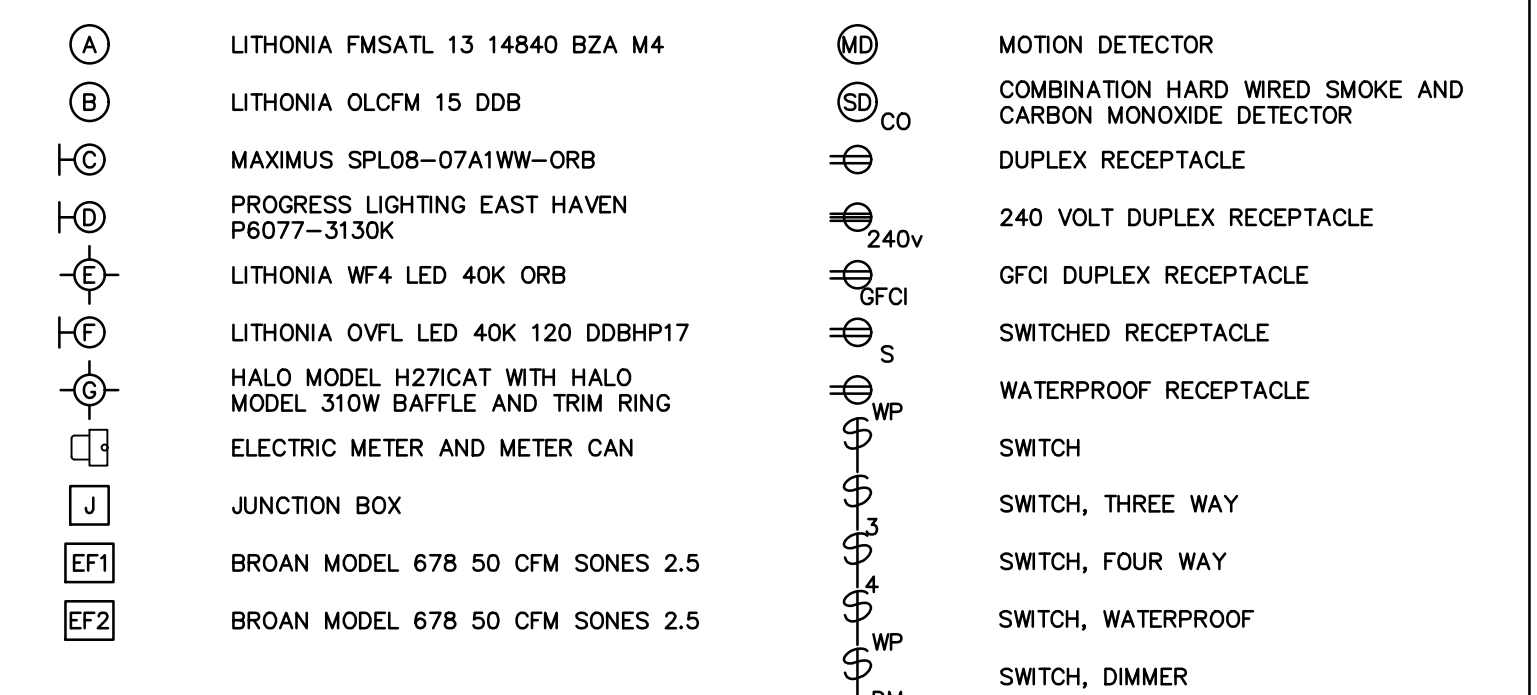 A LITHONIA FMSATL 13 14840 BZA M4
B LITHONIA OLCFM 15 DDB
C MAXIMUS SPL08-07A1WW-ORB
D PROGRESS LIGHTING EAST HAVEN
P6077-3130K
E LITHONIA WF4 LED 40K ORB
F LITHONIA OVFL LED 40K 120 DDBHP17
G HALO MODEL H27ICAT WITH HALO
MODEL 310W BAFFLE AND TRIM RING
ELECTRIC METER AND METER CAN
J JUNCTION BOX
EF1 BROAN MODEL 678 50 CFM SONES 2.5
EF2 BROAN MODEL 678 50 CFM SONES 2.5
MD MOTION DETECTOR
SD CO COMBINATION HARD WIRED SMOKE AND
CARBON MONOXIDE DETECTOR
DUPLEX RECEPTACLE
240v 240 VOLT DUPLEX RECEPTACLE
GFCI GFCI DUPLEX RECEPTACLE
S SWITCHED RECEPTACLE
WP WATERPROOF RECEPTACLE
SWITCH
3 SWITCH, THREE WAY
4 SWITCH, FOUR WAY
WP SWITCH, WATERPROOF
DM SWITCH, DIMMER